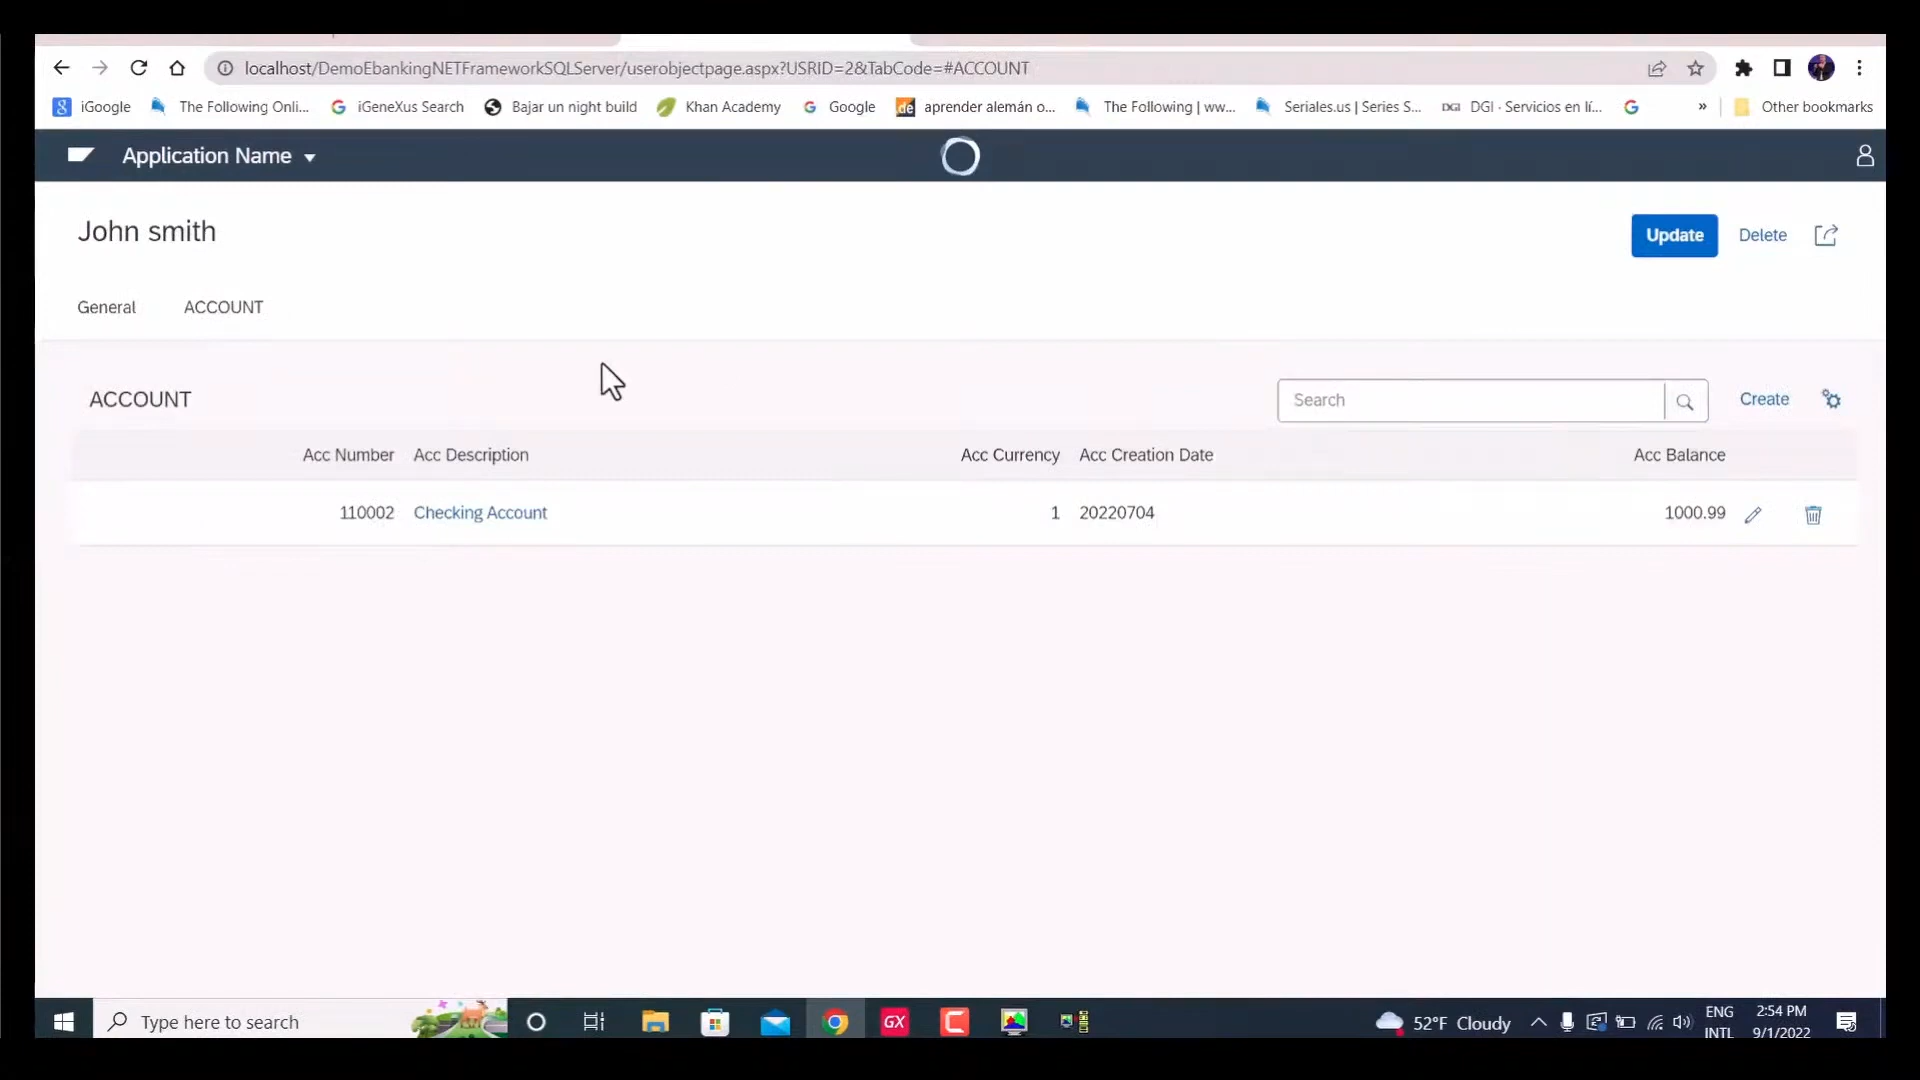 localhost/DemoEbankingNETFrameworkSQLServer/userobjectpage.aspx?USRID=2&TabCode=#ACCOUNT
iGoogle The Following Onli... iGeneXus Search Bajar un night build Khan Academy Google aprender alemán o... The Following | ww... Seriales.us | Series S... DGI · Servicios en lí... » Other bookmarks
Application Name
John smith
Update Delete
General ACCOUNT
ACCOUNT
Search
Create
Acc Number Acc Description Acc Currency Acc Creation Date Acc Balance
110002 Checking Account 1 20220704 1000.99
Type here to search
GX
52°F Cloudy
ENG
INTL
2:54 PM
9/1/2022